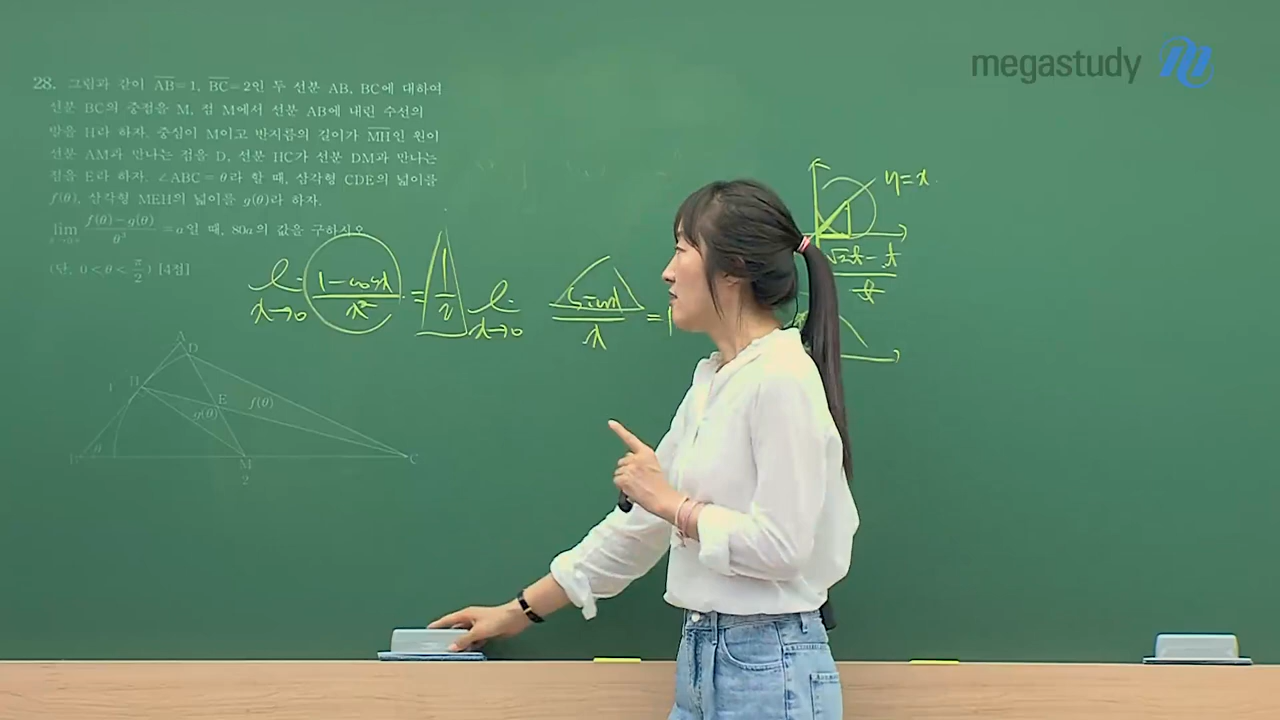 megastudy
28. 그림과 같이 AB=1, BC=2인 두 선분 AB, BC에 대하여
선분 BC의 중점을 M, 점 M에서 선분 AB에 내린 수선의
발을 H라 하자. 중심이 M이고 반지름의 길이가 MH인 원이
선분 AM과 만나는 점을 D, 선분 HC가 선분 DM과 만나는
점을 E라 하자. ∠ABC=θ라 할 때, 삼각형 CDE의 넓이를
f(θ), 삼각형 MEH의 넓이를 g(θ)라 하자.
lim f(θ)-g(θ)/θ³ =a일 때, 80a의 값을 구하시오.
(단, 0<θ<π/2) [4점]
y=x
x→0 1-cosx/x² = 1/2
x→0 sinx/x =1
A D
1 H
E f(θ)
g(θ)
B θ M C
2